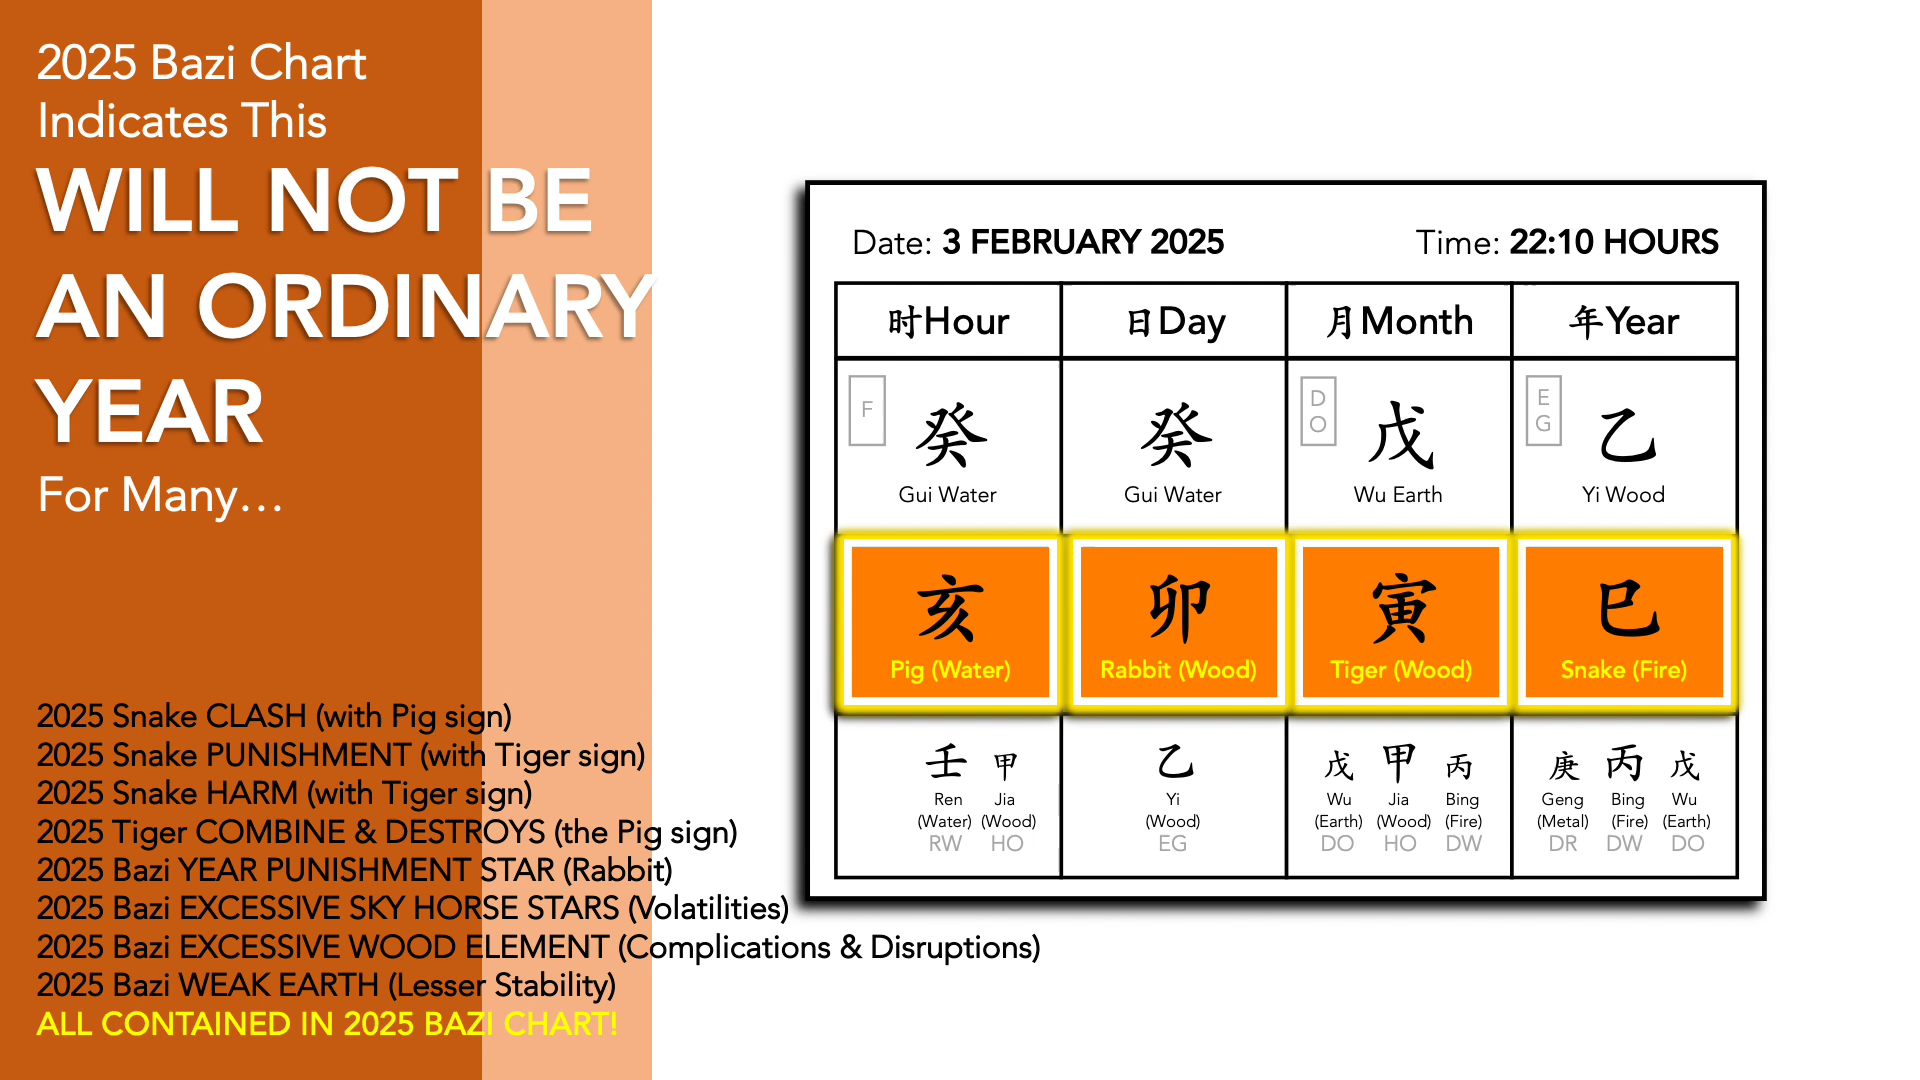 2025 Bazi Chart
Indicates This
WILL NOT BE
AN ORDINARY
YEAR
For Many...
2025 Snake CLASH (with Pig sign)
2025 Snake PUNISHMENT (with Tiger sign)
2025 Snake HARM (with Tiger sign)
2025 Tiger COMBINE & DESTROYS (the Pig sign)
2025 Bazi YEAR PUNISHMENT STAR (Rabbit)
2025 Bazi EXCESSIVE SKY HORSE STARS (Volatilities)
2025 Bazi EXCESSIVE WOOD ELEMENT (Complications & Disruptions)
2025 Bazi WEAK EARTH (Lesser Stability)
ALL CONTAINED IN 2025 BAZI CHART!
Date: 3 FEBRUARY 2025 Time: 22:10 HOURS
时Hour 日Day 月Month 年Year
F 癸 癸 DO 戊 EG 乙
Gui Water Gui Water Wu Earth Yi Wood
亥 卯 寅 巳
Pig (Water) Rabbit (Wood) Tiger (Wood) Snake (Fire)
壬 甲 乙 戊 甲 丙 庚 丙 戊
Ren Jia Yi Wu Jia Bing Geng Bing Wu
(Water) (Wood) (Wood) (Earth) (Wood) (Fire) (Metal) (Fire) (Earth)
RW HO EG DO HO DW DR DW DO